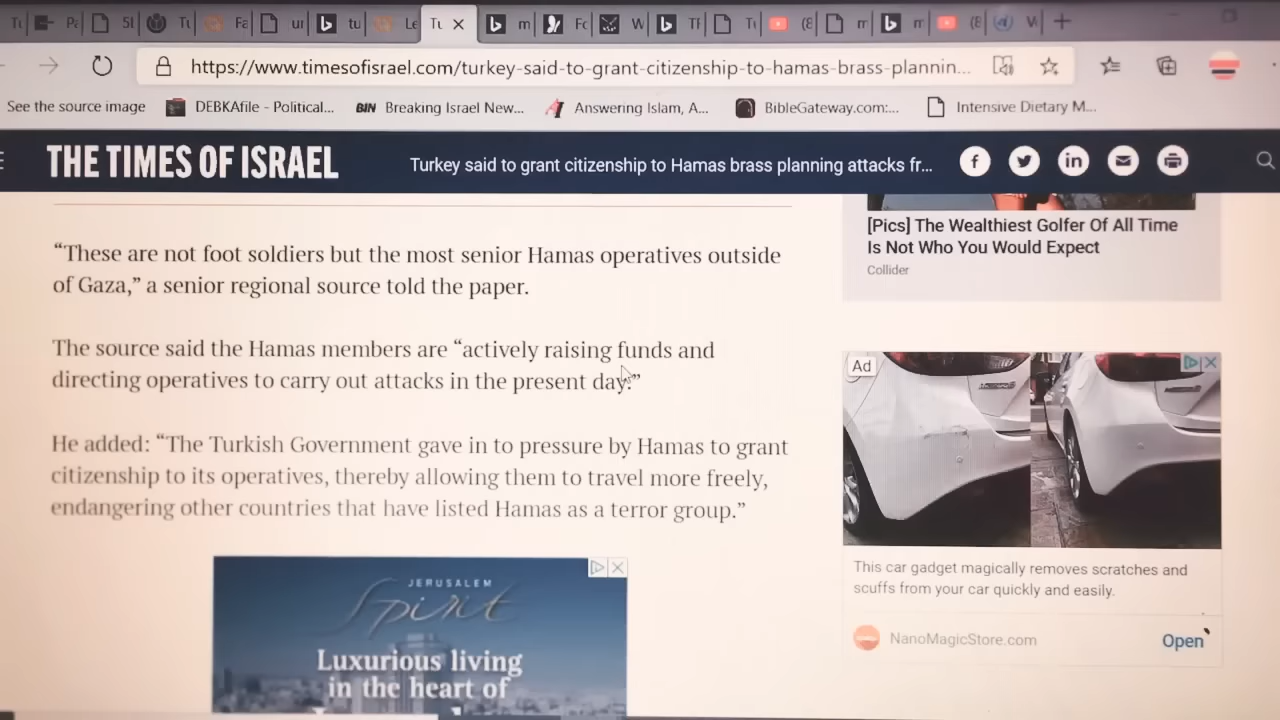 https://www.timesofisrael.com/turkey-said-to-grant-citizenship-to-hamas-brass-plannin...
See the source image
DEBKAfile - Political...
BIN Breaking Israel New...
Answering Islam, A...
BibleGateway.com:...
Intensive Dietary M...
THE TIMES OF ISRAEL
Turkey said to grant citizenship to Hamas brass planning attacks fr...
“These are not foot soldiers but the most senior Hamas operatives outside
of Gaza,” a senior regional source told the paper.
The source said the Hamas members are “actively raising funds and
directing operatives to carry out attacks in the present day.”
He added: “The Turkish Government gave in to pressure by Hamas to grant
citizenship to its operatives, thereby allowing them to travel more freely,
endangering other countries that have listed Hamas as a terror group.”
JERUSALEM
Spirit
Luxurious living
in the heart of
[Pics] The Wealthiest Golfer Of All Time
Is Not Who You Would Expect
Collider
Ad
This car gadget magically removes scratches and
scuffs from your car quickly and easily.
NanoMagicStore.com
Open